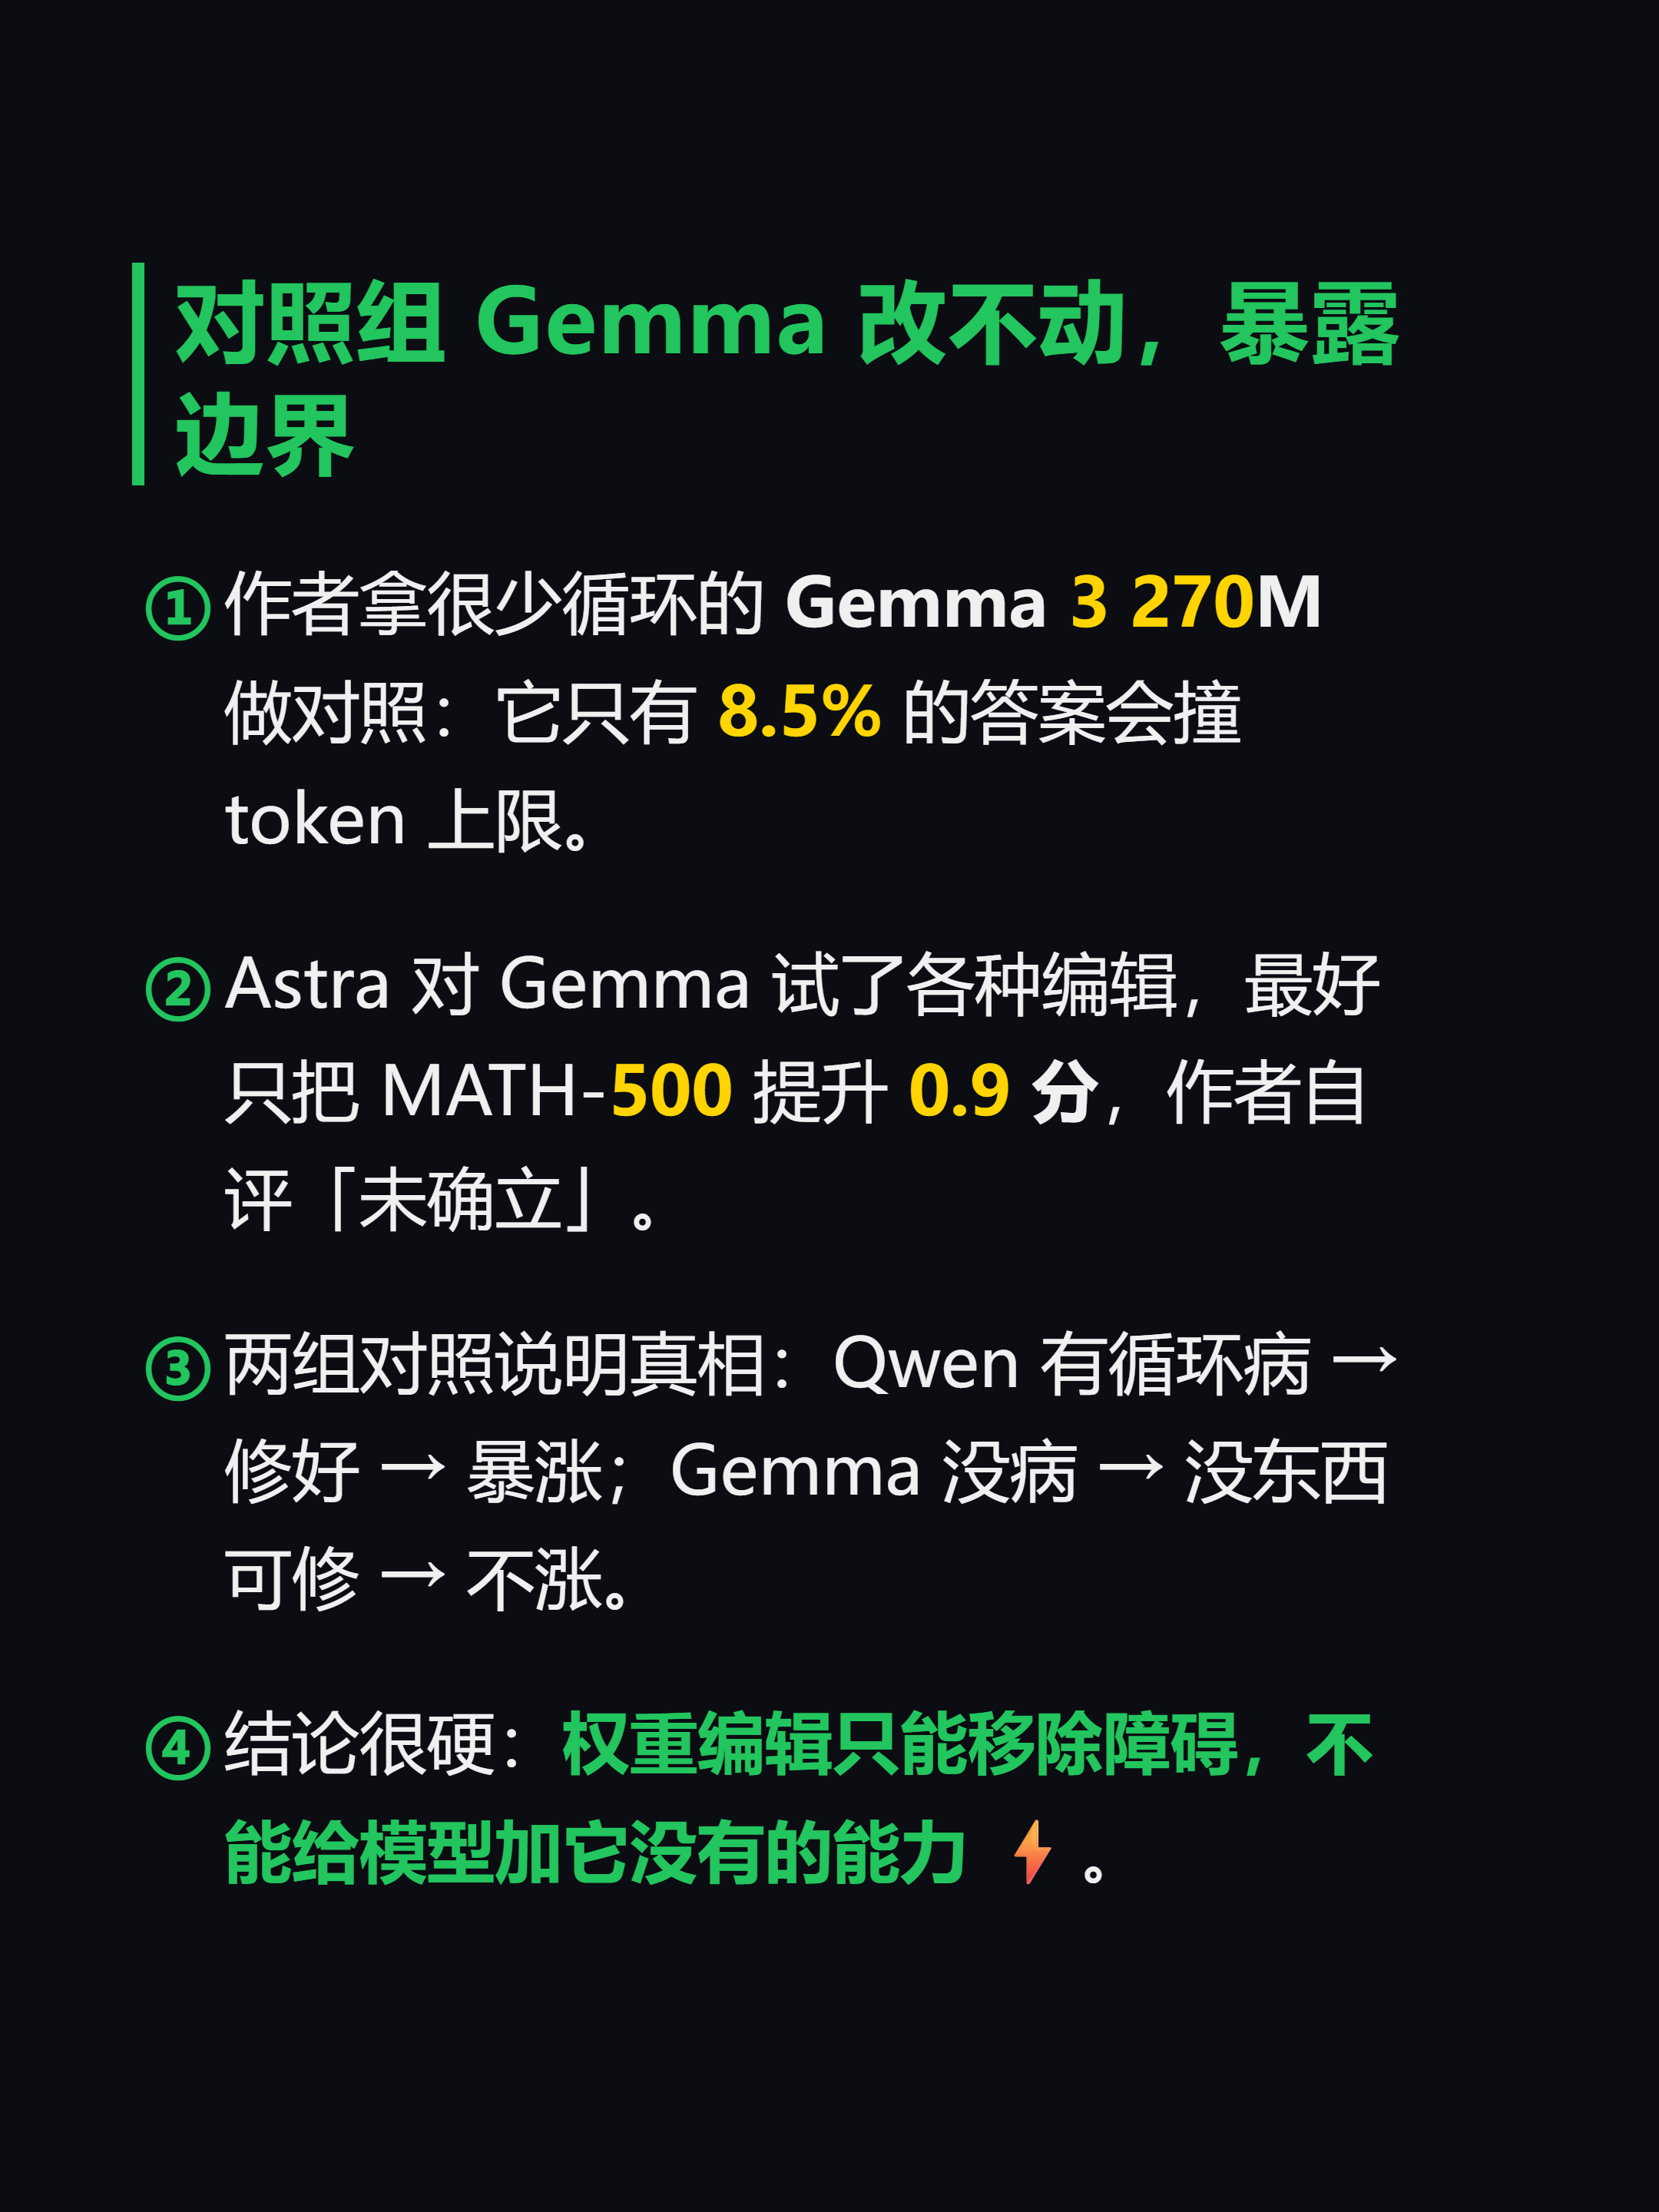 对照组 Gemma 改不动，暴露
边界
① 作者拿很少循环的 Gemma 3 270M
做对照：它只有 8.5% 的答案会撞
token 上限。
② Astra 对 Gemma 试了各种编辑，最好
只把 MATH-500 提升 0.9 分，作者自
评「未确立」。
③ 两组对照说明真相：Qwen 有循环病 →
修好 → 暴涨；Gemma 没病 → 没东西
可修 → 不涨。
④ 结论很硬：权重编辑只能移除障碍，不
能给模型加它没有的能力 ⚡。